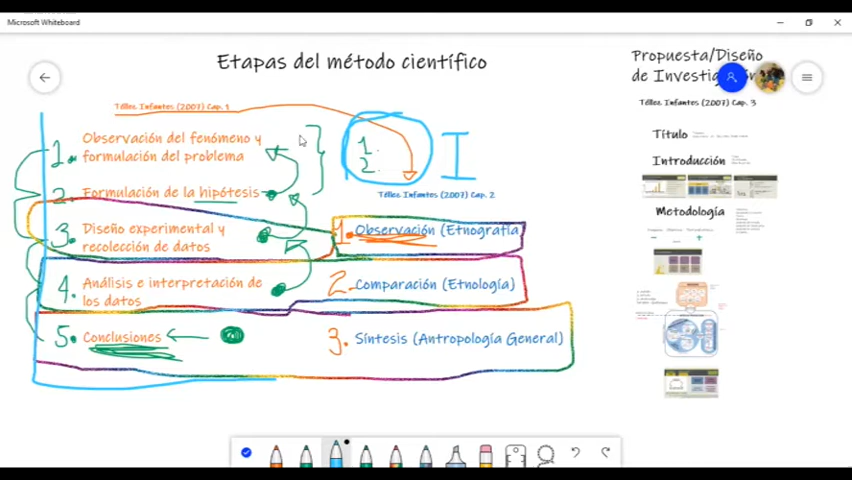 Microsoft Whiteboard
Etapas del método científico
Téllez Infantes (2007) Cap. 1
1. Observación del fenómeno y
formulación del problema
2. Formulación de la hipótesis
3. Diseño experimental y
recolección de datos
4. Análisis e interpretación de
los datos
5. Conclusiones
1.
2.
I
Téllez Infantes (2007) Cap. 2
1. Observación (Etnografía)
2. Comparación (Etnología)
3. Síntesis (Antropología General)
Propuesta/Diseño
de Investigación
Téllez Infantes (2007) Cap. 3
Título
Introducción
Metodología